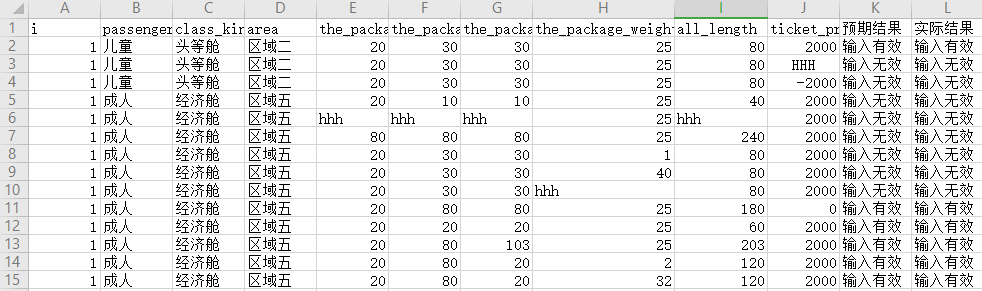 A B C D E F G H I J K L
1 i passenger class_kin area the_packa the_packa the_packa the_package_weigh all_length ticket_pr 预期结果 实际结果
2 1 儿童 头等舱 区域二 20 30 30 25 80 2000 输入有效 输入有效
3 1 儿童 头等舱 区域二 20 30 30 25 80 HHH 输入无效 输入无效
4 1 儿童 头等舱 区域二 20 30 30 25 80 -2000 输入无效 输入无效
5 1 成人 经济舱 区域五 20 10 10 25 40 2000 输入无效 输入无效
6 1 成人 经济舱 区域五 hhh hhh hhh 25 hhh 2000 输入无效 输入无效
7 1 成人 经济舱 区域五 80 80 80 25 240 2000 输入无效 输入无效
8 1 成人 经济舱 区域五 20 30 30 1 80 2000 输入无效 输入无效
9 1 成人 经济舱 区域五 20 30 30 40 80 2000 输入无效 输入无效
10 1 成人 经济舱 区域五 20 30 30 hhh 80 2000 输入无效 输入无效
11 1 成人 经济舱 区域五 20 80 80 25 180 0 输入有效 输入有效
12 1 成人 经济舱 区域五 20 20 20 25 60 2000 输入有效 输入有效
13 1 成人 经济舱 区域五 20 80 103 25 203 2000 输入有效 输入有效
14 1 成人 经济舱 区域五 20 80 20 2 120 2000 输入有效 输入有效
15 1 成人 经济舱 区域五 20 80 20 32 120 2000 输入有效 输入有效